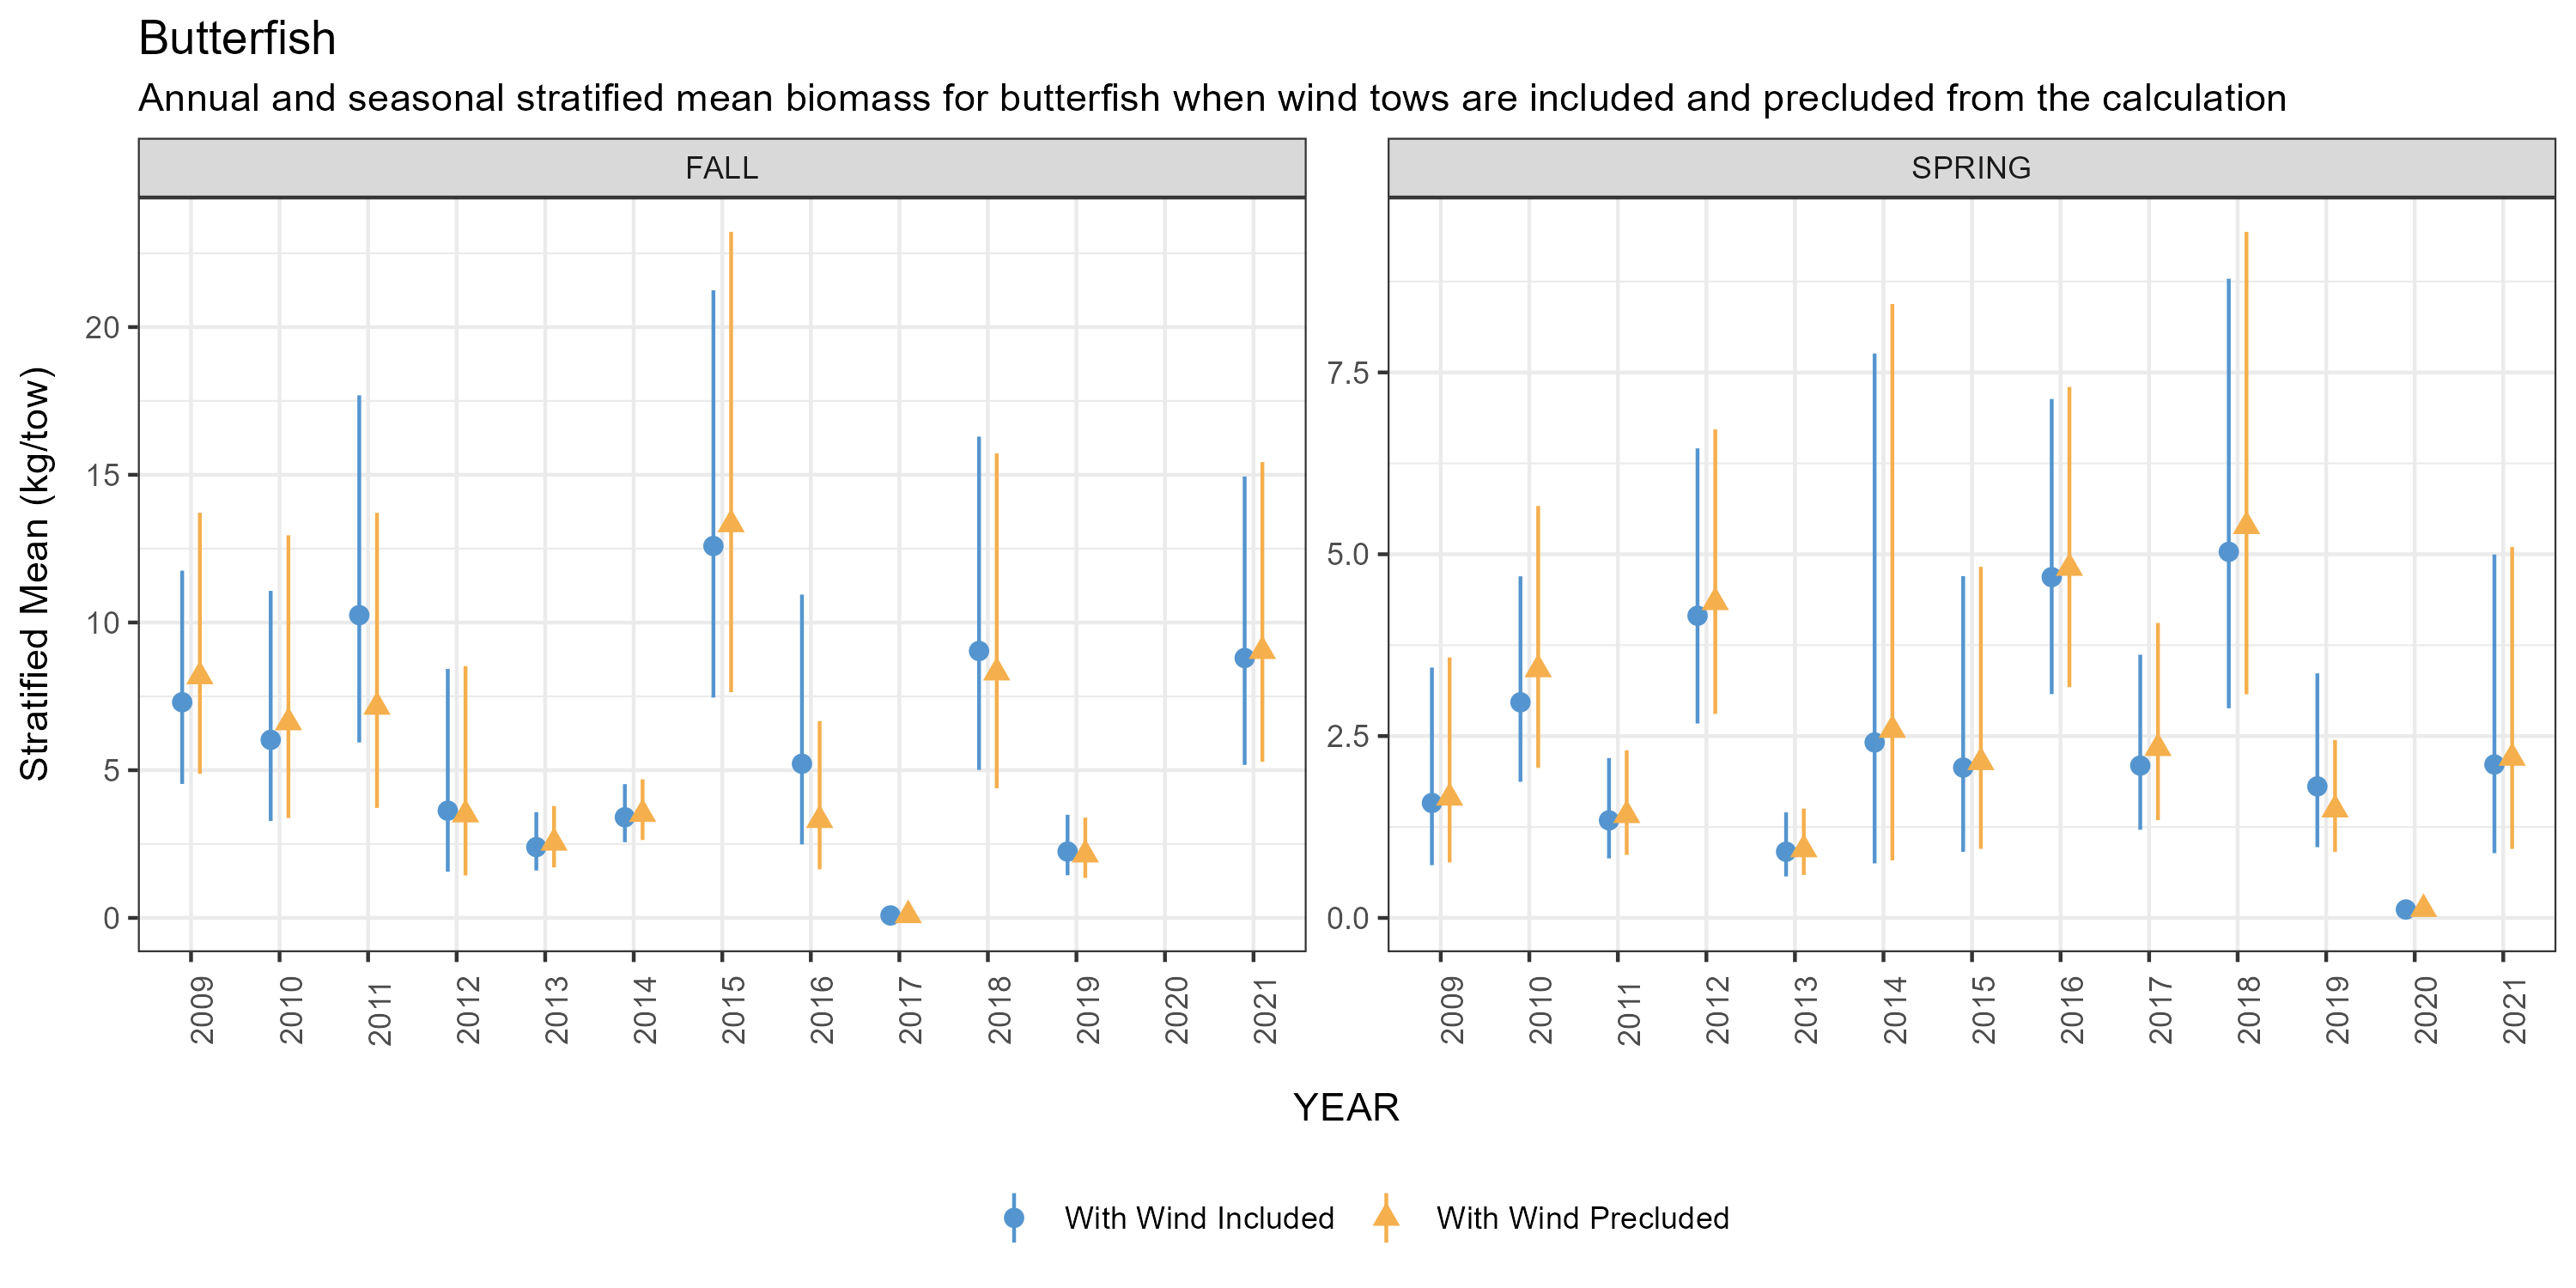 Butterfish
Annual and seasonal stratified mean biomass for butterfish when wind tows are included and precluded from the calculation
FALL
SPRING
Stratified Mean (kg/tow)
20
15
10
5
0
7.5
5.0
2.5
0.0
2009 2010 2011 2012 2013 2014 2015 2016 2017 2018 2019 2020 2021
2009 2010 2011 2012 2013 2014 2015 2016 2017 2018 2019 2020 2021
YEAR
With Wind Included
With Wind Precluded